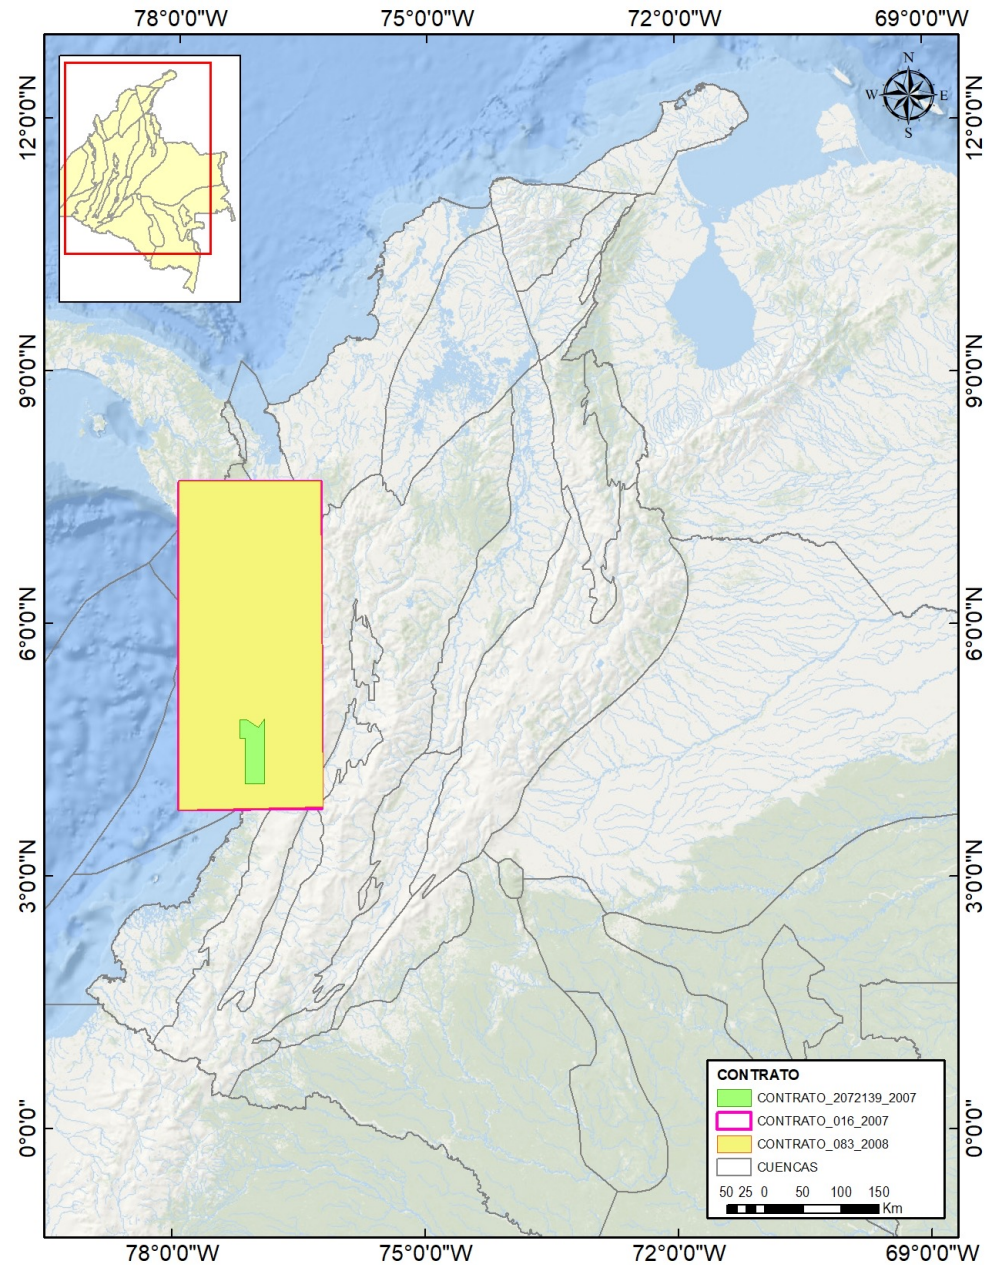 78°0'0"W 75°0'0"W 72°0'0"W 69°0'0"W
N
W E
S
12°0'0"N 12°0'0"N
9°0'0"N 9°0'0"N
6°0'0"N 6°0'0"N
3°0'0"N 3°0'0"N
0°0'0" 0°0'0"
CONTRATO
CONTRATO_2072139_2007
CONTRATO_016_2007
CONTRATO_083_2008
CUENCAS
50 25 0 50 100 150
Km
78°0'0"W 75°0'0"W 72°0'0"W 69°0'0"W